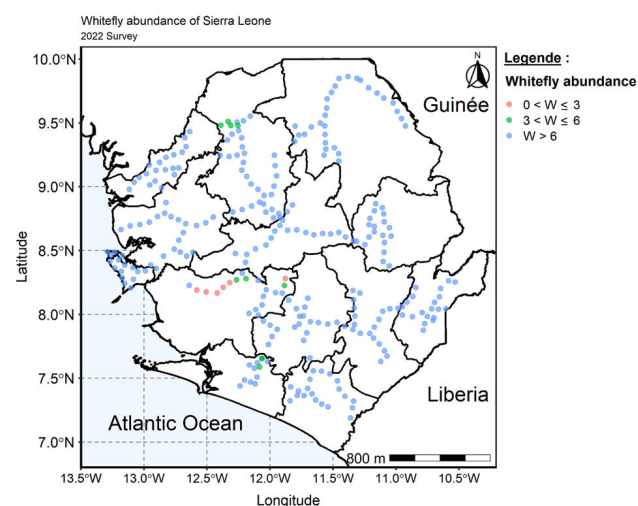 Whitefly abundance of Sierra Leone
2022 Survey
10.0°N
9.5°N
9.0°N
8.5°N
8.0°N
7.5°N
7.0°N
Latitude
N
Guinée
Liberia
Atlantic Ocean
800 m
13.5°W 13.0°W 12.5°W 12.0°W 11.5°W 11.0°W 10.5°W
Longitude
Legende :
Whitefly abundance
0 < W ≤ 3
3 < W ≤ 6
W > 6